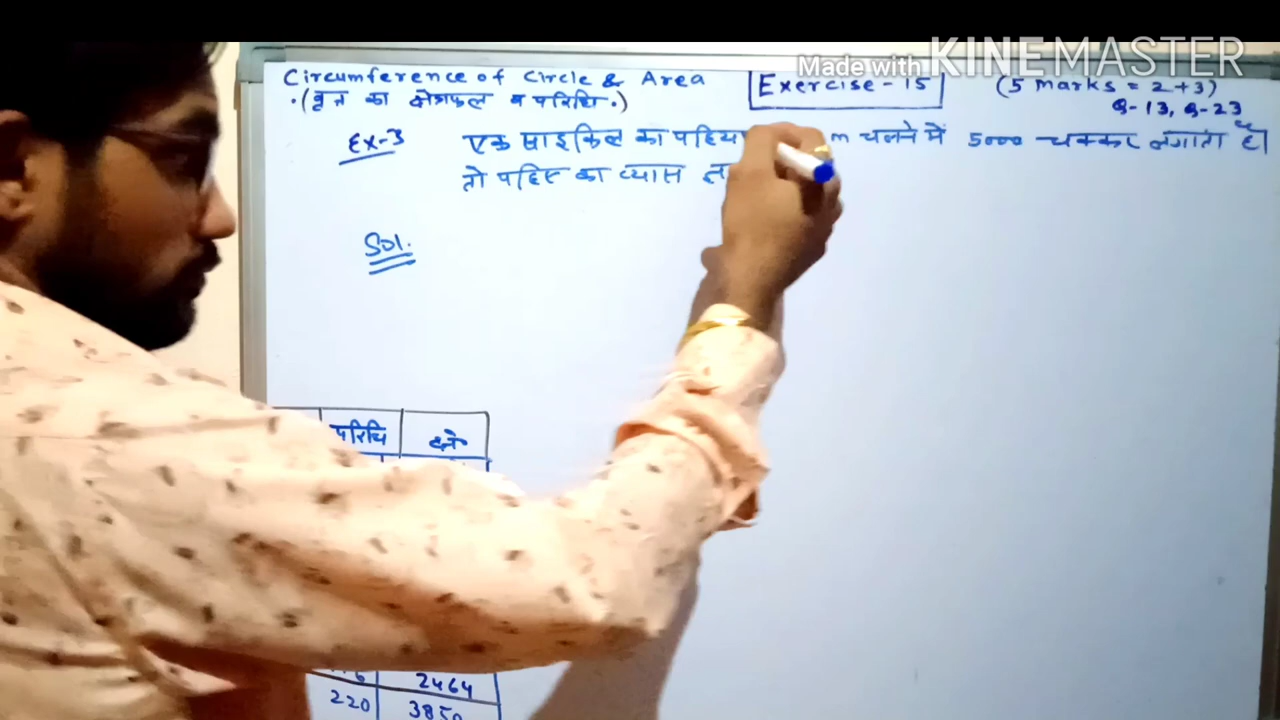 Made with KINEMASTER
Circumference of Circle & Area
(वृत्त का क्षेत्रफल व परिधि.)
Exercise-15
(5 marks = 2+3)
Q-13, Q-23
Ex-3 एक साइकिल का पहिया m चलने में 5000 चक्कर लगाता है।
तो पहिए का व्यास
Sol.
परिधि
2464
220 3850